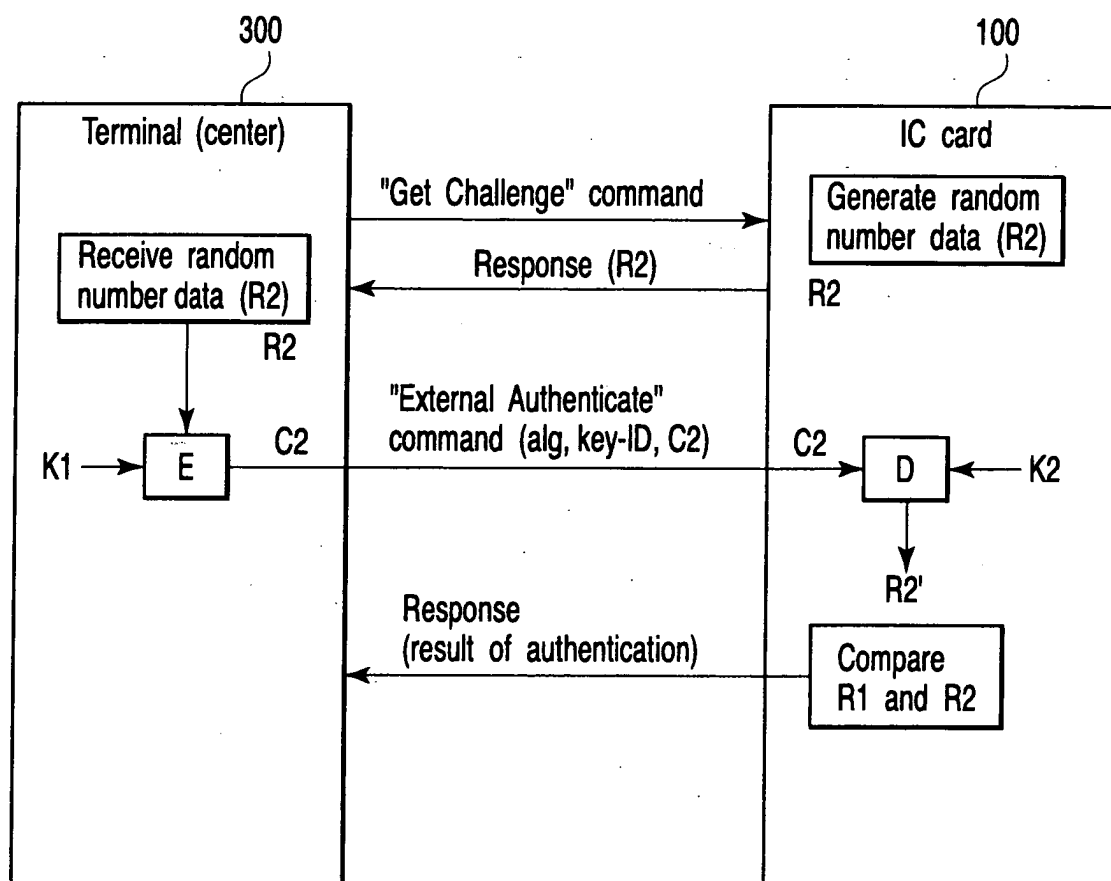 300
100
Terminal (center)
IC card
"Get Challenge" command
Generate random
number data (R2)
Receive random
number data (R2)
Response (R2)
R2
R2
"External Authenticate"
command (alg, key-ID, C2)
K1
E
C2
C2
D
K2
R2'
Response
(result of authentication)
Compare
R1 and R2